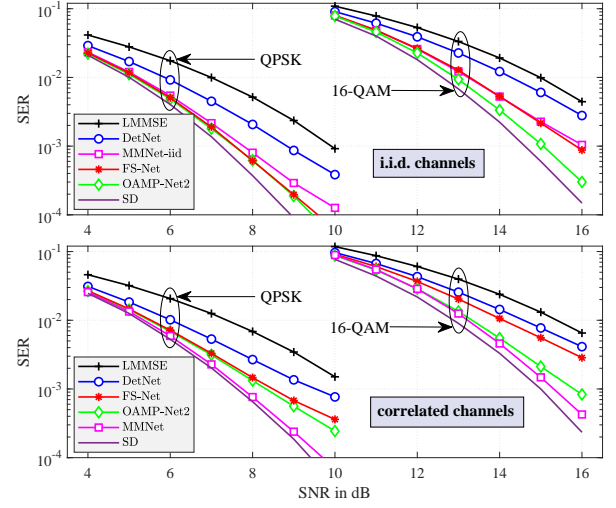 10^-1
10^-2
10^-3
10^-4
SER
QPSK
16-QAM
LMMSE
DetNet
MMNet-iid
FS-Net
OAMP-Net2
SD
i.i.d. channels
4 6 8 10 12 14 16
10^-1
10^-2
10^-3
10^-4
SER
QPSK
16-QAM
LMMSE
DetNet
FS-Net
OAMP-Net2
MMNet
SD
correlated channels
4 6 8 10 12 14 16
SNR in dB